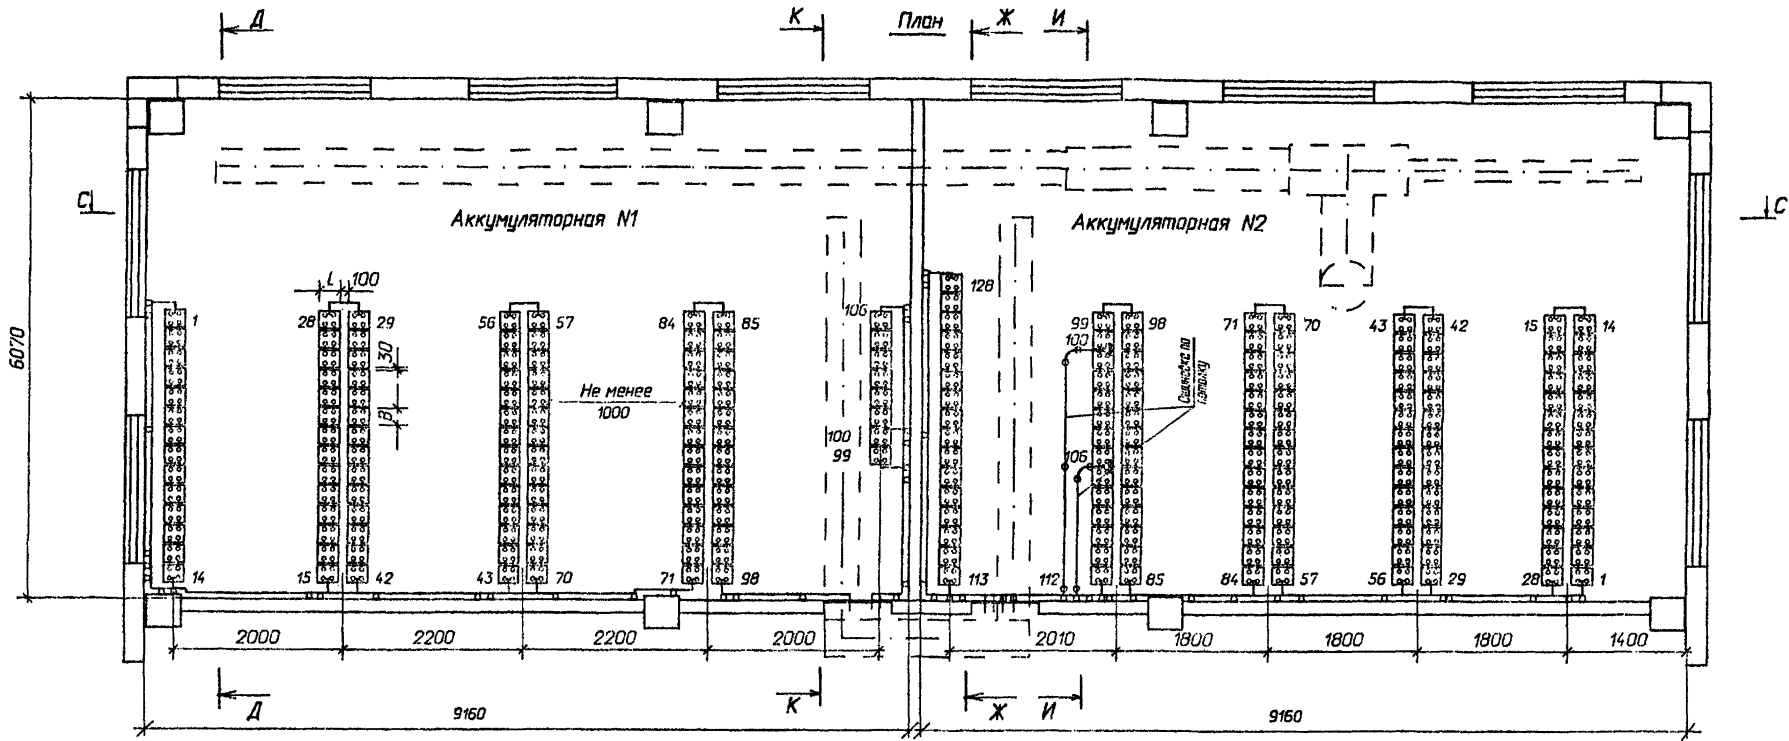 Д К План Ж И
С С
Аккумуляторная N1 Аккумуляторная N2
L 100
1 28 29 56 57 84 85 106 128 99 98 71 70 43 42 15 14
100
30
Не менее
1000
В
Ошиновка по
потолку
100
99
106
14 15 42 43 70 71 98 113 112 85 84 57 56 29 28 1
6070
2000 2200 2200 2000 2010 1800 1800 1800 1400
Д К Ж И
9160 9160